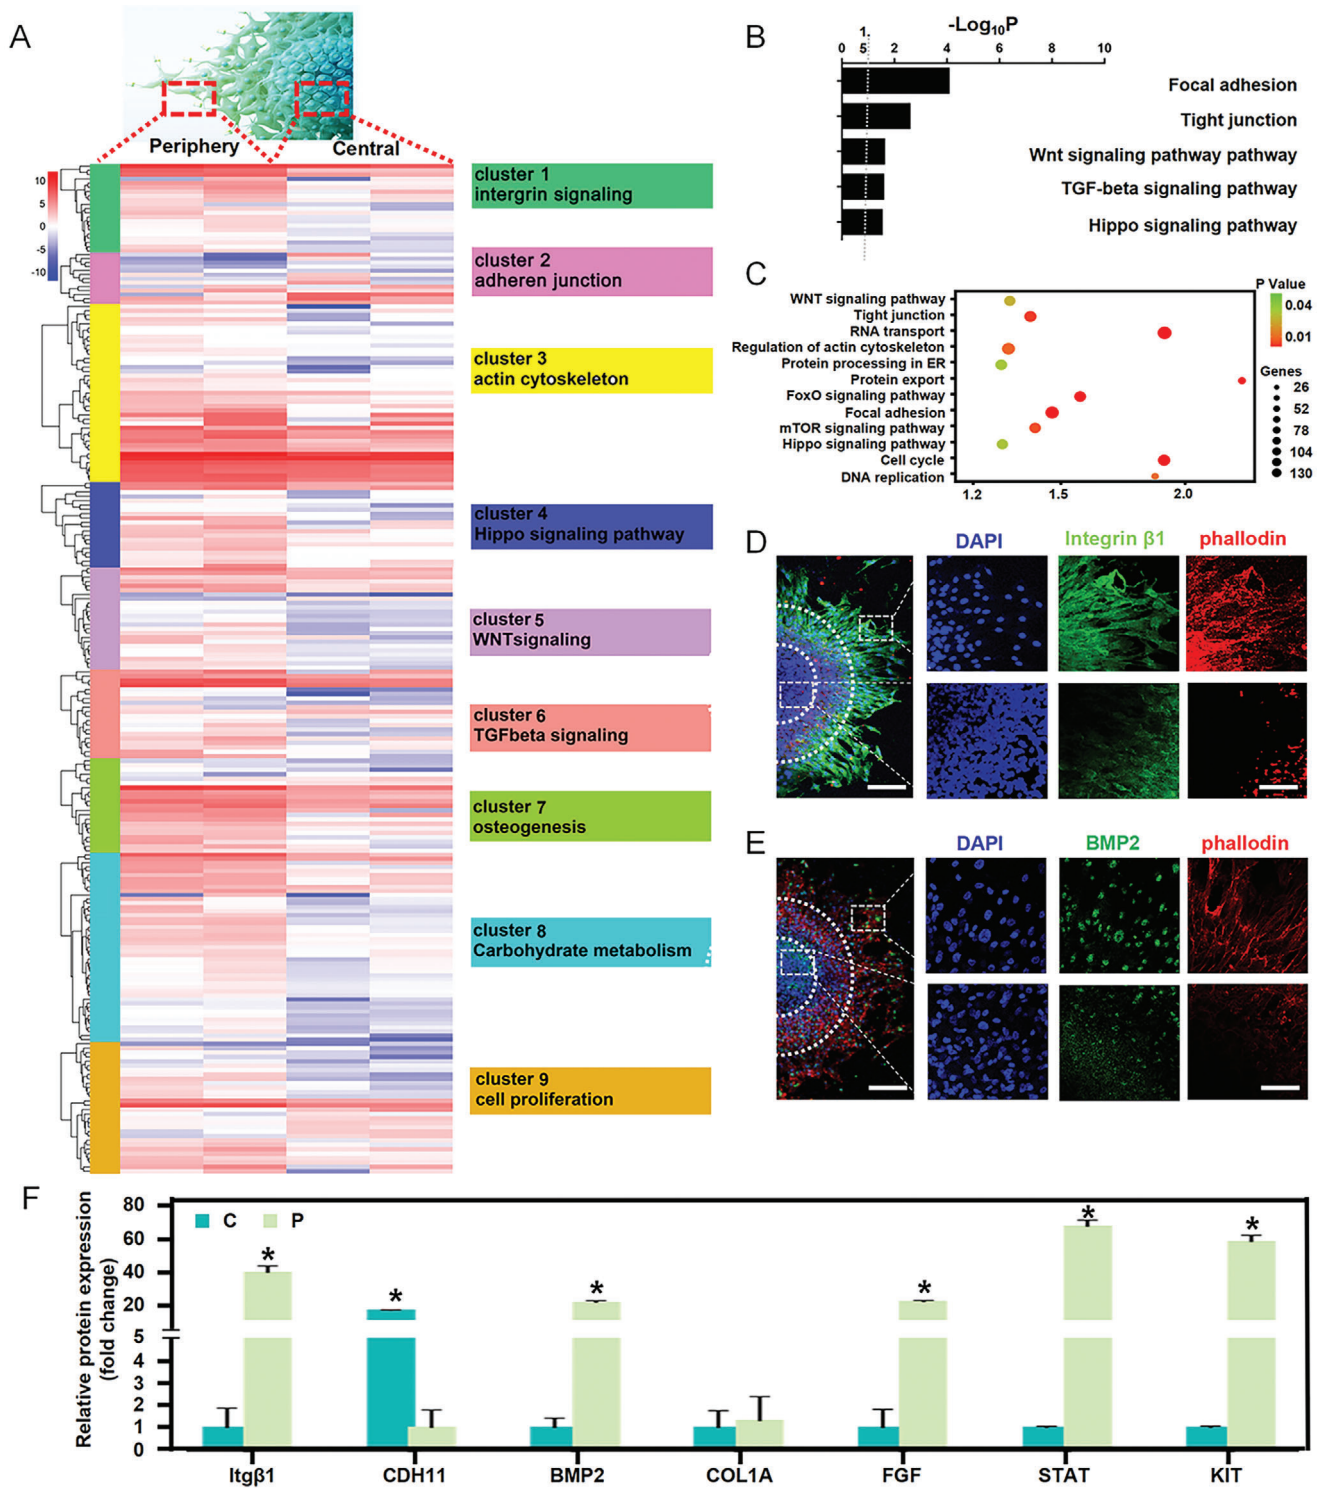 A
Periphery
Central
10
5
0
-5
-10
cluster 1
intergrin signaling
cluster 2
adheren junction
cluster 3
actin cytoskeleton
cluster 4
Hippo signaling pathway
cluster 5
WNTsignaling
cluster 6
TGFbeta signaling
cluster 7
osteogenesis
cluster 8
Carbohydrate metabolism
cluster 9
cell proliferation
B
-Log10P
1.
0 5 2 4 6 8 10
Focal adhesion
Tight junction
Wnt signaling pathway pathway
TGF-beta signaling pathway
Hippo signaling pathway
C
WNT signaling pathway
Tight junction
RNA transport
Regulation of actin cytoskeleton
Protein processing in ER
Protein export
FoxO signaling pathway
Focal adhesion
mTOR signaling pathway
Hippo signaling pathway
Cell cycle
DNA replication
1.2 1.5 2.0
P Value
0.04
0.01
Genes
26
52
78
104
130
D
DAPI Integrin β1 phallodin
E
DAPI BMP2 phallodin
F
Relative protein expression
(fold change)
80
60
40
20
5
4
3
2
1
0
C P
* * * * * *
Itgβ1 CDH11 BMP2 COL1A FGF STAT KIT